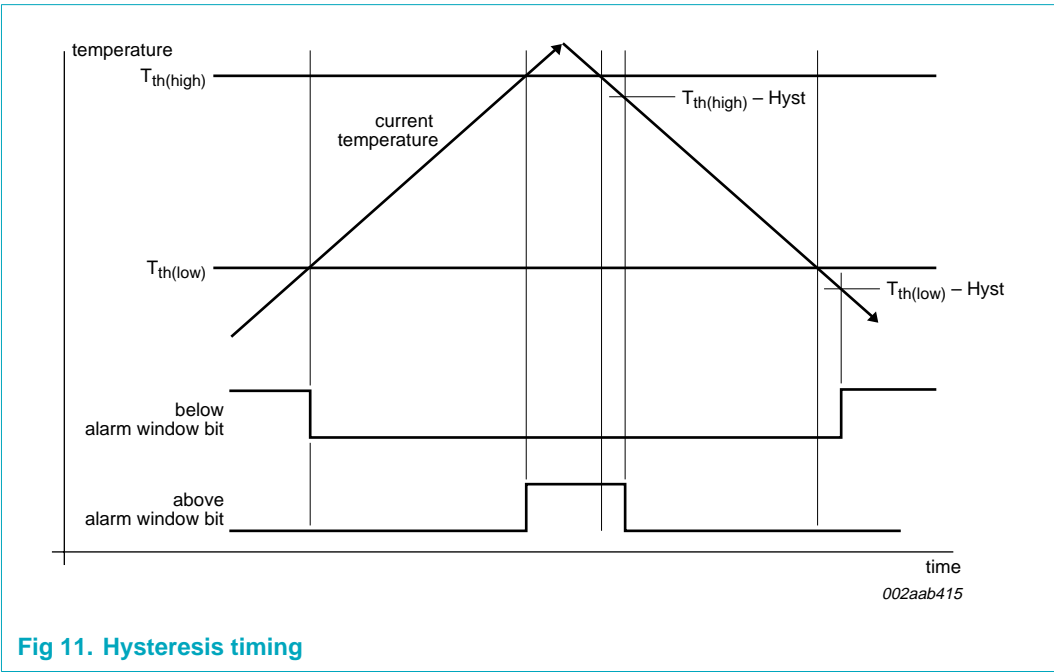 temperature
Tth(high)
Tth(high) – Hyst
current
temperature
Tth(low)
Tth(low) – Hyst
below
alarm window bit
above
alarm window bit
time
002aab415
Fig 11. Hysteresis timing